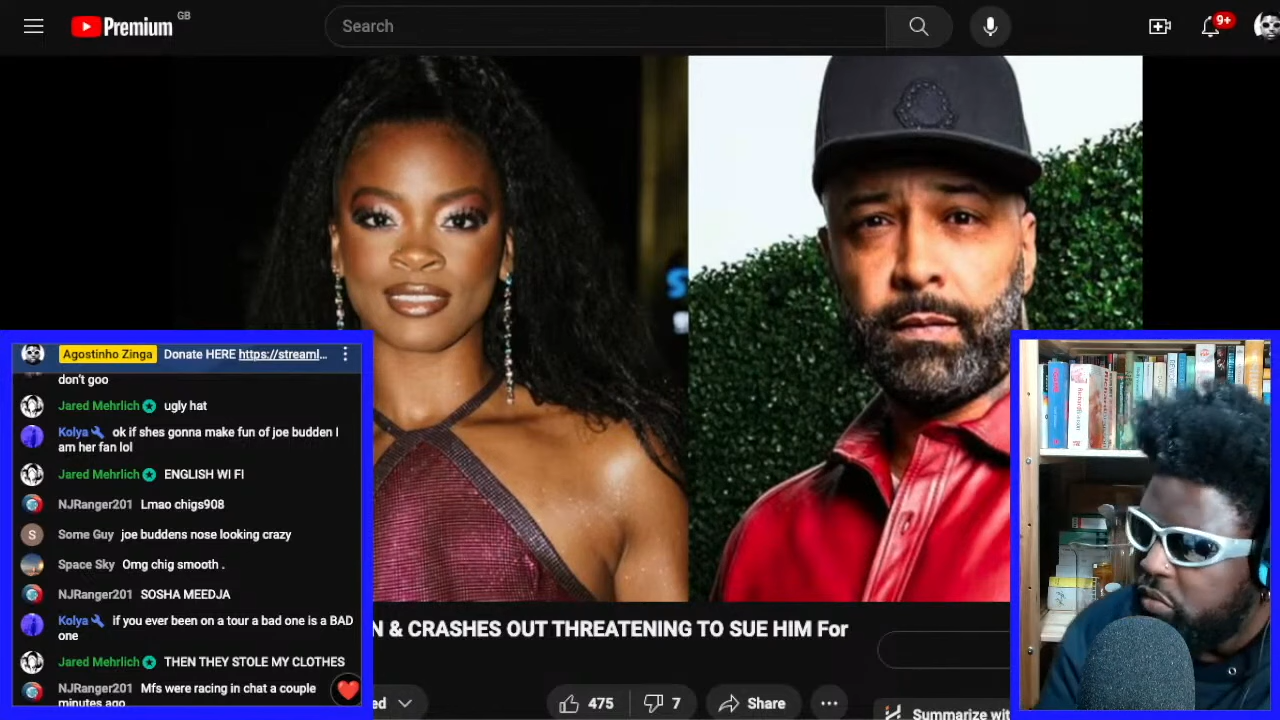 Premium GB
Search
9+
Agostinho Zinga Donate HERE https://streaml...
don't goo
Jared Mehrlich ugly hat
Kolya ok if shes gonna make fun of joe budden I
am her fan lol
Jared Mehrlich ENGLISH WI FI
NJRanger201 Lmao chigs908
S
Some Guy joe buddens nose looking crazy
Space Sky Omg chig smooth .
NJRanger201 SOSHA MEEDJA
Kolya if you ever been on a tour a bad one is a BAD
one
Jared Mehrlich THEN THEY STOLE MY CLOTHES
NJRanger201 Mfs were racing in chat a couple
minutes ago
N & CRASHES OUT THREATENING TO SUE HIM For
ed
475
7
Share
Summarize wit